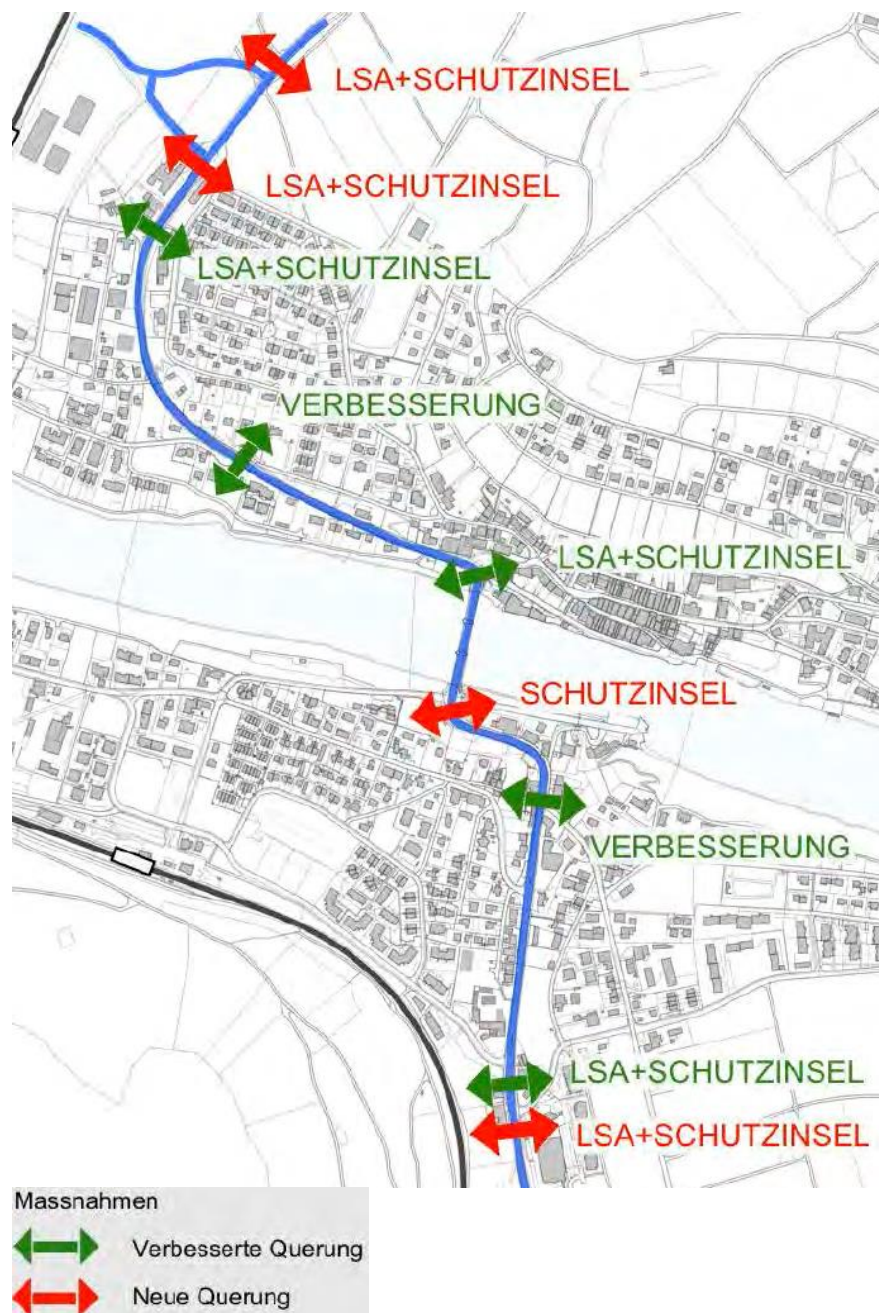 LSA+SCHUTZINSEL
LSA+SCHUTZINSEL
LSA+SCHUTZINSEL
VERBESSERUNG
LSA+SCHUTZINSEL
SCHUTZINSEL
VERBESSERUNG
LSA+SCHUTZINSEL
LSA+SCHUTZINSEL
Massnahmen
Verbesserte Querung
Neue Querung